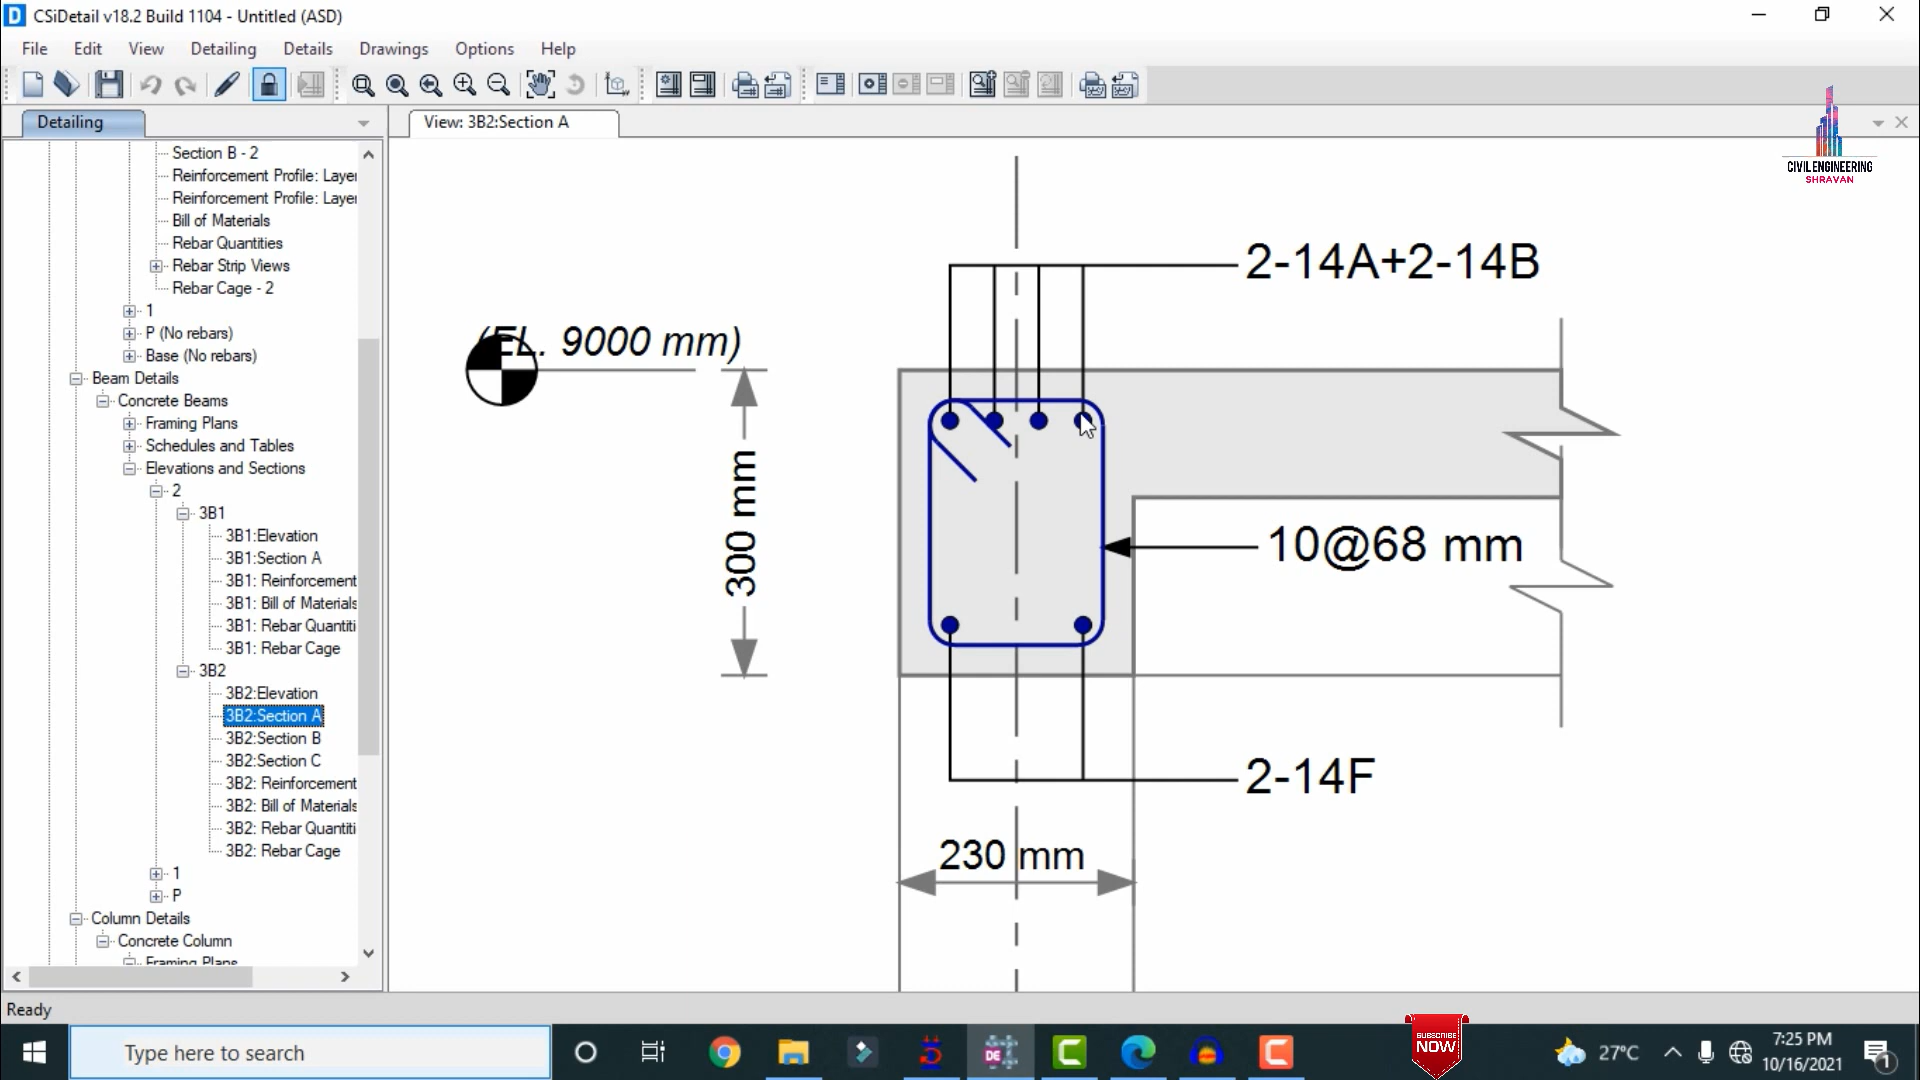 CSiDetail v18.2 Build 1104 - Untitled (ASD)
File Edit View Detailing Details Drawings Options Help
Detailing
View: 3B2:Section A
CIVIL ENGINEERING
SHRAVAN
Section B - 2
Reinforcement Profile: Layer
Reinforcement Profile: Layer
Bill of Materials
Rebar Quantities
Rebar Strip Views
Rebar Cage - 2
1
P (No rebars)
Base (No rebars)
Beam Details
Concrete Beams
Framing Plans
Schedules and Tables
Elevations and Sections
2
3B1
3B1:Elevation
3B1:Section A
3B1: Reinforcement
3B1: Bill of Materials
3B1: Rebar Quantiti
3B1: Rebar Cage
3B2
3B2:Elevation
3B2:Section A
3B2:Section B
3B2:Section C
3B2: Reinforcement
3B2: Bill of Materials
3B2: Rebar Quantiti
3B2: Rebar Cage
1
P
Column Details
Concrete Column
Framing Plans
2-14A+2-14B
(EL. 9000 mm)
300 mm
10@68 mm
2-14F
230 mm
Ready
Type here to search
DE
SUBSCRIBE
NOW
27°C
7:25 PM
10/16/2021
1